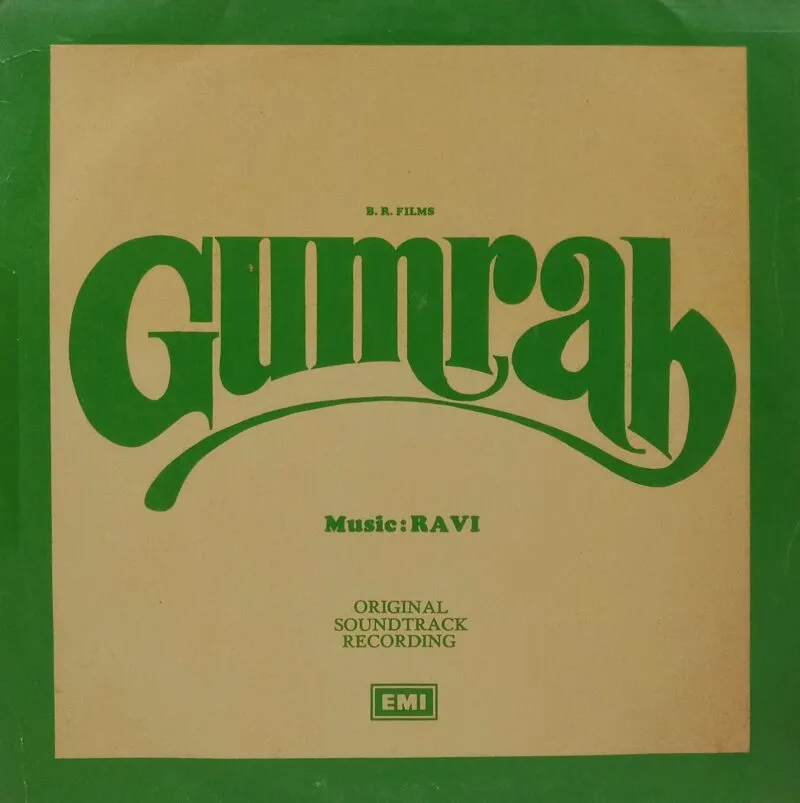 B. R. FILMS
Gumrah
Music: RAVI
ORIGINAL
SOUNDTRACK
RECORDING
EMI